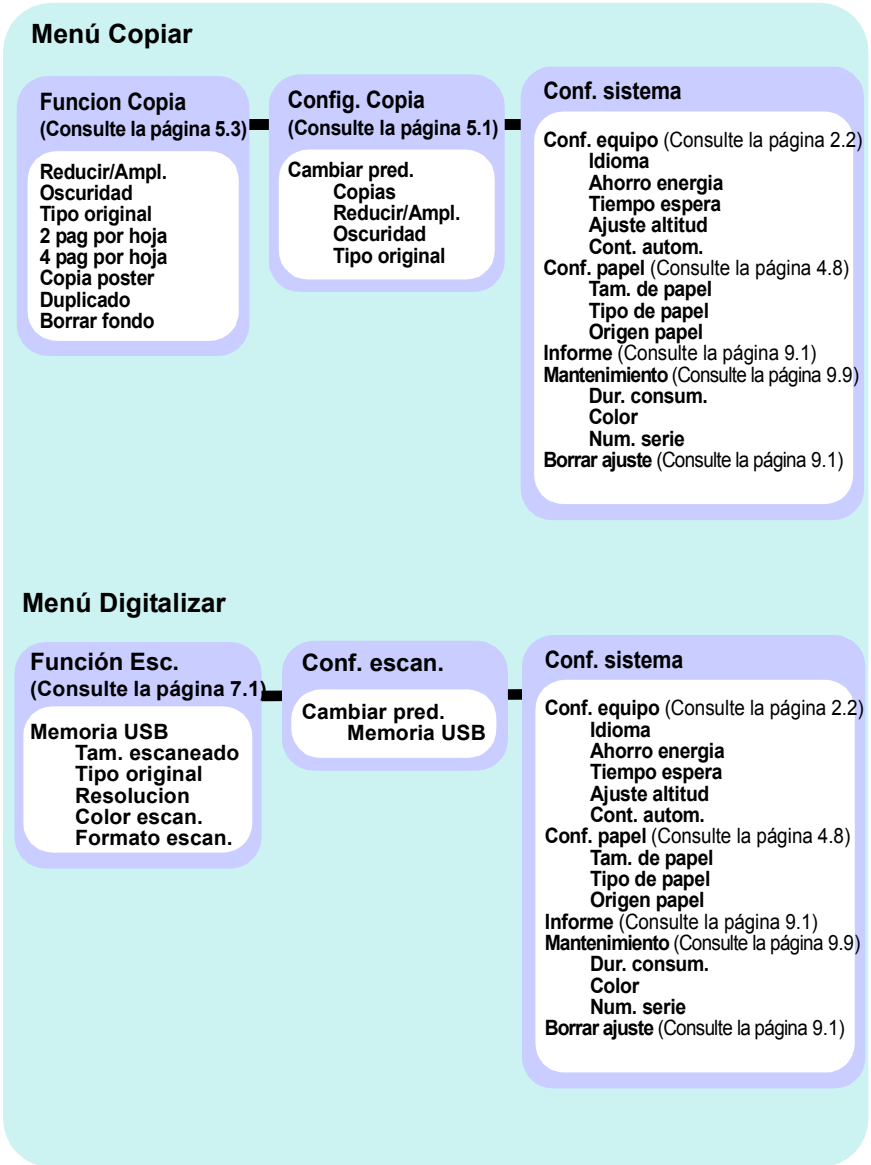 Menú Copiar
Funcion Copia
(Consulte la página 5.3)
Reducir/Ampl.
Oscuridad
Tipo original
2 pag por hoja
4 pag por hoja
Copia poster
Duplicado
Borrar fondo
Config. Copia
(Consulte la página 5.1)
Cambiar pred.
Copias
Reducir/Ampl.
Oscuridad
Tipo original
Conf. sistema
Conf. equipo (Consulte la página 2.2)
Idioma
Ahorro energia
Tiempo espera
Ajuste altitud
Cont. autom.
Conf. papel (Consulte la página 4.8)
Tam. de papel
Tipo de papel
Origen papel
Informe (Consulte la página 9.1)
Mantenimiento (Consulte la página 9.9)
Dur. consum.
Color
Num. serie
Borrar ajuste (Consulte la página 9.1)
Menú Digitalizar
Función Esc.
(Consulte la página 7.1)
Memoria USB
Tam. escaneado
Tipo original
Resolucion
Color escan.
Formato escan.
Conf. escan.
Cambiar pred.
Memoria USB
Conf. sistema
Conf. equipo (Consulte la página 2.2)
Idioma
Ahorro energia
Tiempo espera
Ajuste altitud
Cont. autom.
Conf. papel (Consulte la página 4.8)
Tam. de papel
Tipo de papel
Origen papel
Informe (Consulte la página 9.1)
Mantenimiento (Consulte la página 9.9)
Dur. consum.
Color
Num. serie
Borrar ajuste (Consulte la página 9.1)